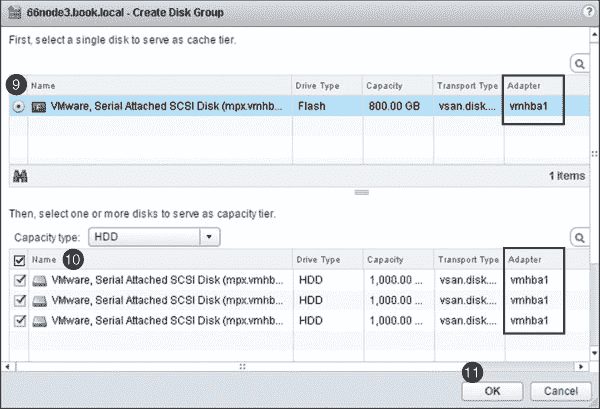 66node3.book.local - Create Disk Group
First, select a single disk to serve as cache tier.
9 Name Drive Type Capacity Transport Type Adapter
VMware, Serial Attached SCSI Disk (mpx.vmhb... Flash 800.00 GB vsan.disk.... vmhba1
1 items
Then, select one or more disks to serve as capacity tier.
Capacity type: HDD
Name 10 Drive Type Capacity Transport Type Adapter
VMware, Serial Attached SCSI Disk (mpx.vmhb... HDD 1,000.00 ... vsan.disk.... vmhba1
VMware, Serial Attached SCSI Disk (mpx.vmhb... HDD 1,000.00 ... vsan.disk.... vmhba1
VMware, Serial Attached SCSI Disk (mpx.vmhb... HDD 1,000.00 ... vsan.disk.... vmhba1
11
OK Cancel